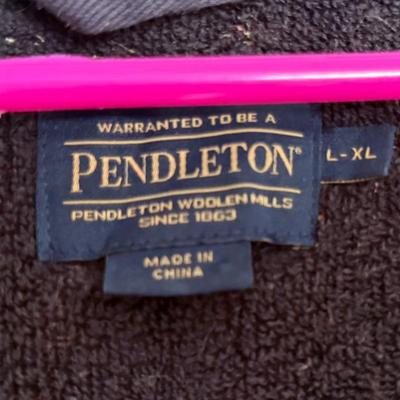 WARRANTED TO BE A
PENDLETON®
L-XL
PENDLETON WOOLEN MILLS
SINCE 1863
MADE IN
CHINA